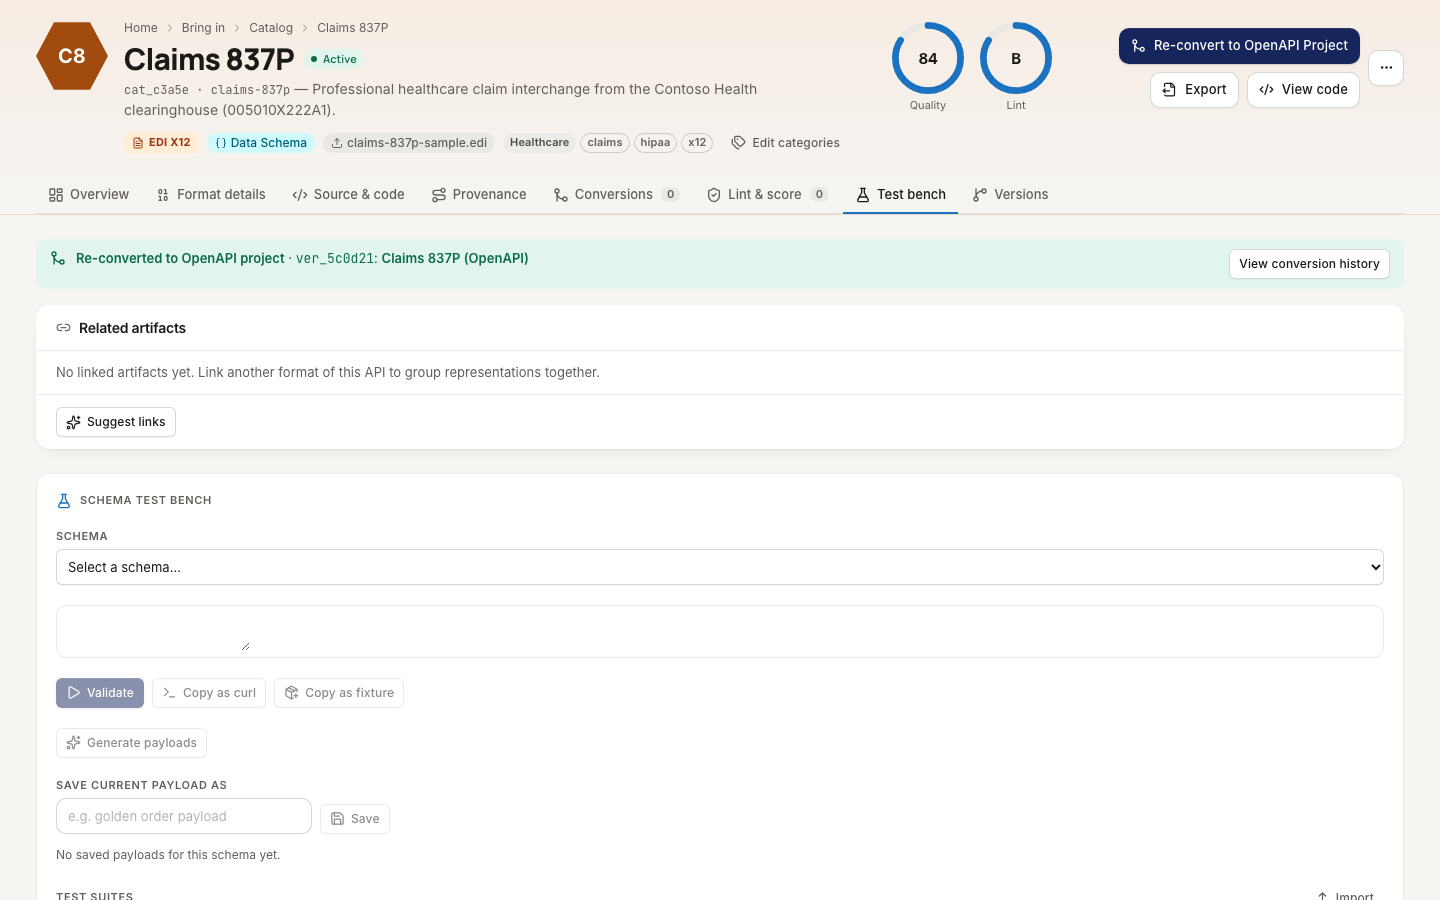 C8
Home > Bring in > Catalog > Claims 837P
Claims 837P
Active
cat_c3a5e · claims-837p — Professional healthcare claim interchange from the Contoso Health
clearinghouse (005010X222A1).
EDI X12
Data Schema
claims-837p-sample.edi
Healthcare
claims
hipaa
x12
Edit categories
84
Quality
B
Lint
Re-convert to OpenAPI Project
Export
View code
Overview
Format details
Source & code
Provenance
Conversions 0
Lint & score 0
Test bench
Versions
Re-converted to OpenAPI project · ver_5c0d21: Claims 837P (OpenAPI)
View conversion history
Related artifacts
No linked artifacts yet. Link another format of this API to group representations together.
Suggest links
SCHEMA TEST BENCH
SCHEMA
Select a schema...
Validate
Copy as curl
Copy as fixture
Generate payloads
SAVE CURRENT PAYLOAD AS
e.g. golden order payload
Save
No saved payloads for this schema yet.
TEST SUITES
Import